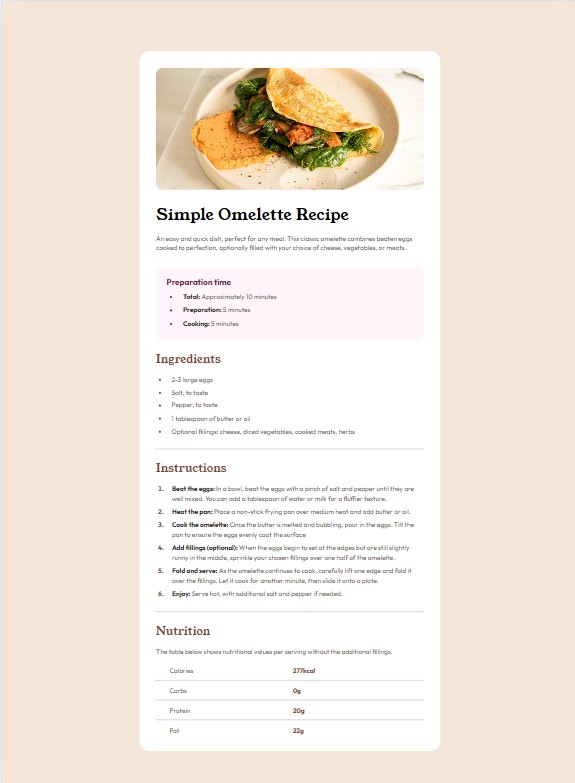 Simple Omelette Recipe
An easy and quick dish, perfect for any meal. This classic omelette combines beaten eggs
cooked to perfection, optionally filled with your choice of cheese, vegetables, or meats.
Preparation time
• Total: Approximately 10 minutes
• Preparation: 5 minutes
• Cooking: 5 minutes
Ingredients
• 2-3 large eggs
• Salt, to taste
• Pepper, to taste
• 1 tablespoon of butter or oil
• Optional fillings: cheese, diced vegetables, cooked meats, herbs
Instructions
1. Beat the eggs: In a bowl, beat the eggs with a pinch of salt and pepper until they are
well mixed. You can add a tablespoon of water or milk for a fluffier texture.
2. Heat the pan: Place a non-stick frying pan over medium heat and add butter or oil.
3. Cook the omelette: Once the butter is melted and bubbling, pour in the eggs. Tilt the
pan to ensure the eggs evenly coat the surface
4. Add fillings (optional): When the eggs begin to set at the edges but are still slightly
runny in the middle, sprinkle your chosen fillings over one half of the omelette.
5. Fold and serve: As the omelette continues to cook, carefully lift one edge and fold it
over the fillings. Let it cook for another minute, then slide it onto a plate.
6. Enjoy: Serve hot, with additional salt and pepper if needed.
Nutrition
The table below shows nutritional values per serving without the additional fillings.
Calories 277kcal
Carbs 0g
Protein 20g
Fat 22g